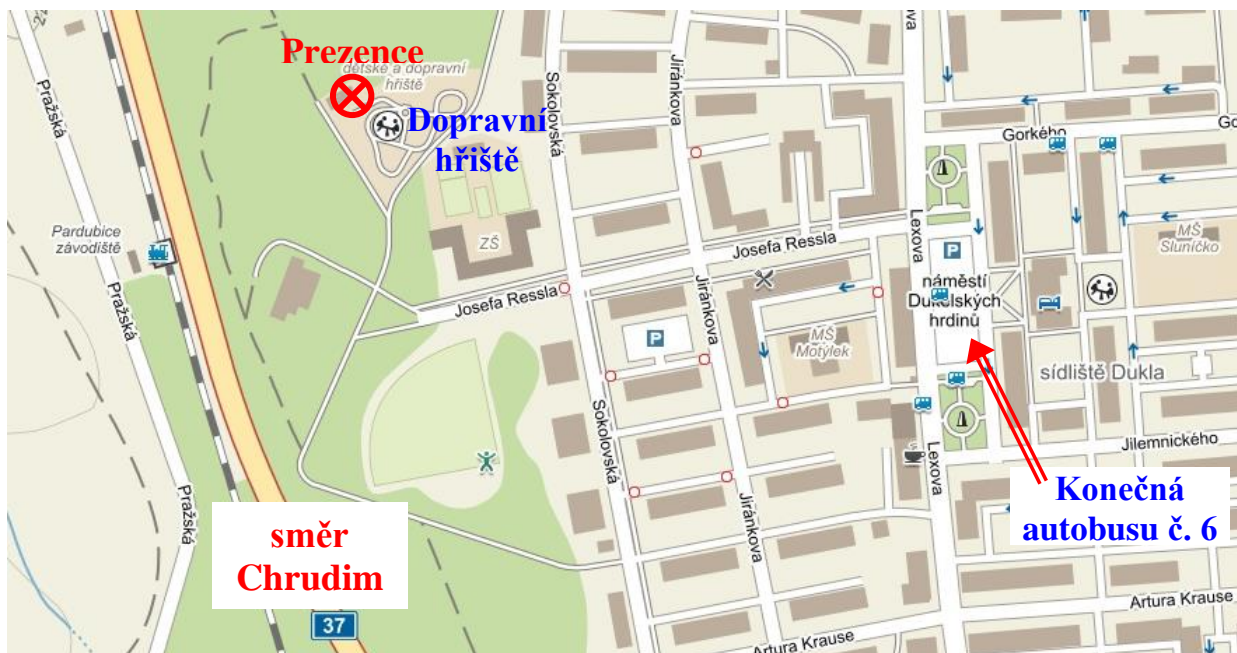 Prezence
dětské a dopravní
hřiště
Dopravní
hřiště
Pražská
Pražská
Pražská
Pardubice
závodiště
ZŠ
Sokolovská
Sokolovská
Jiránkova
Jiránkova
Jiránkova
Josefa Ressla
Josefa Ressla
P
MŠ
Motýlek
Lexova
Lexova
P
náměstí
Dukelských
hrdinů
Gorkého
Go
MŠ
Sluníčko
sídliště Dukla
Jilemnického
Konečná
autobusu č. 6
směr
Chrudim
37
Artura Krause
Artura Krause